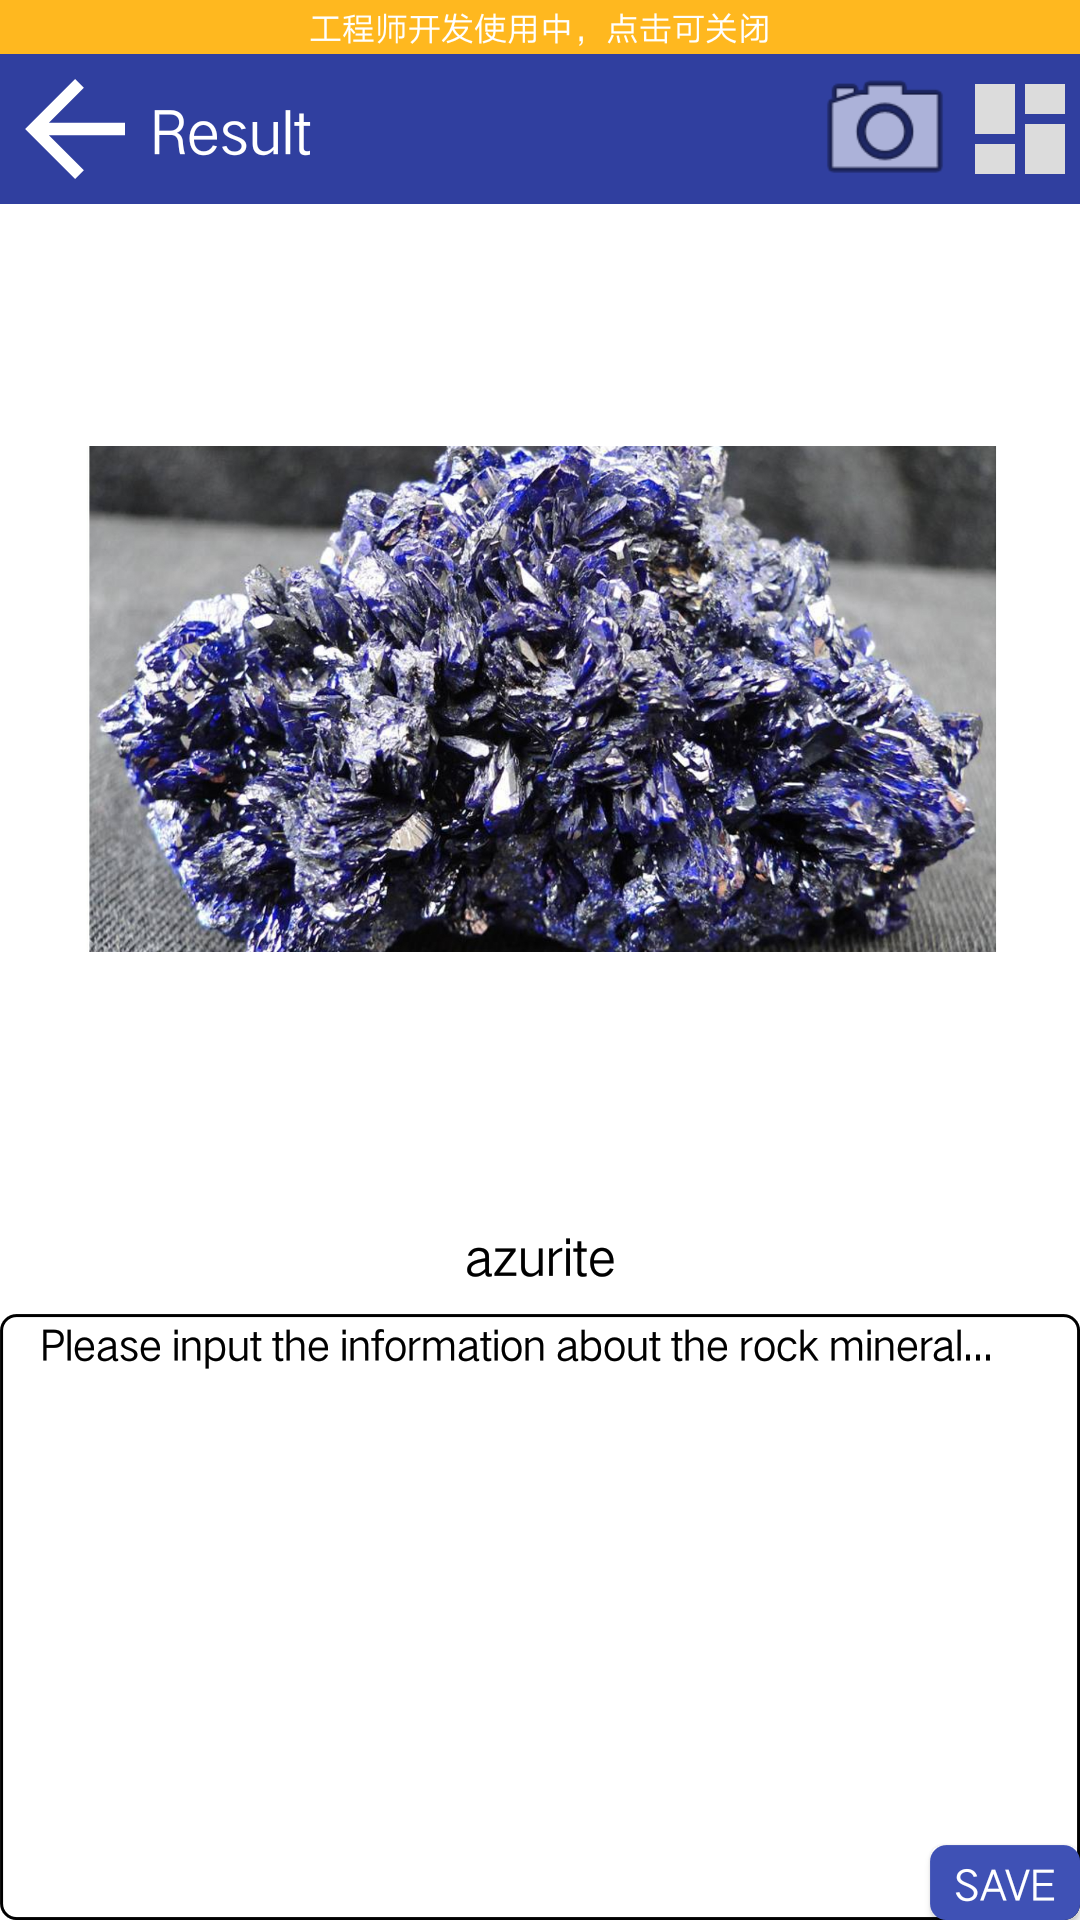 工程师开发使用中，点击可关闭
Result
azurite
Please input the information about the rock mineral...
SAVE